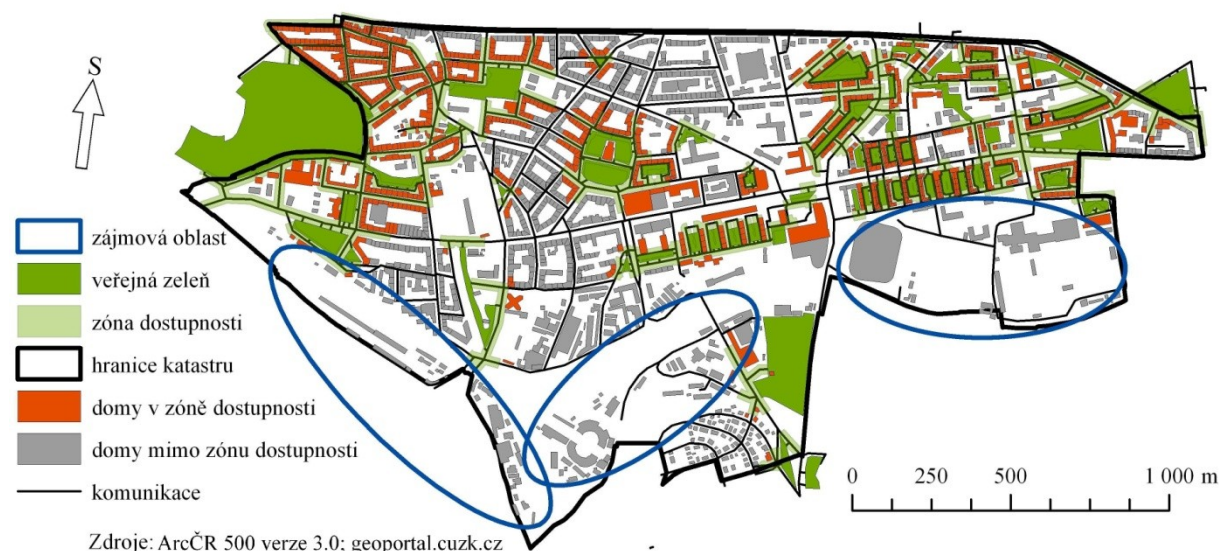 S
zájmová oblast
veřejná zeleň
zóna dostupnosti
hranice katastru
domy v zóně dostupnosti
domy mimo zónu dostupnosti
komunikace
0 250 500 1 000 m
Zdroje: ArcČR 500 verze 3.0; geoportal.cuzk.cz